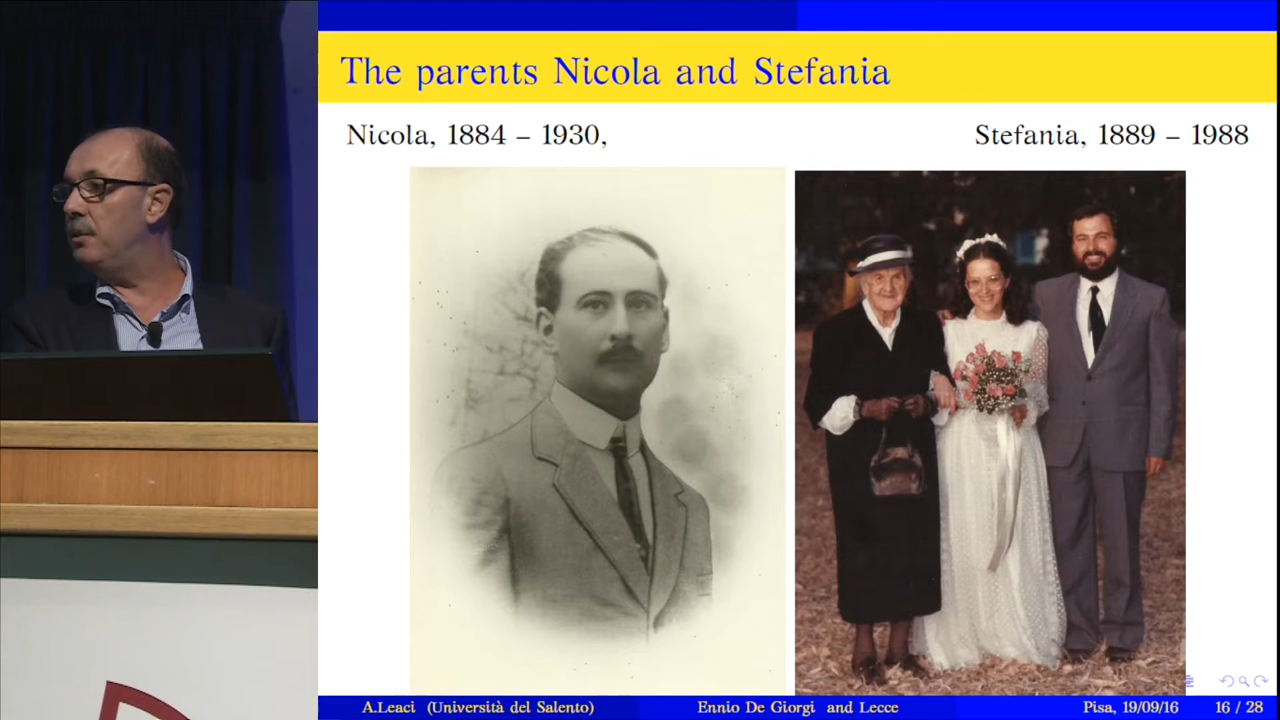 The parents Nicola and Stefania
Nicola, 1884 – 1930,
Stefania, 1889 – 1988
A.Leaci (Università del Salento)
Ennio De Giorgi and Lecce
Pisa, 19/09/16
16 / 28